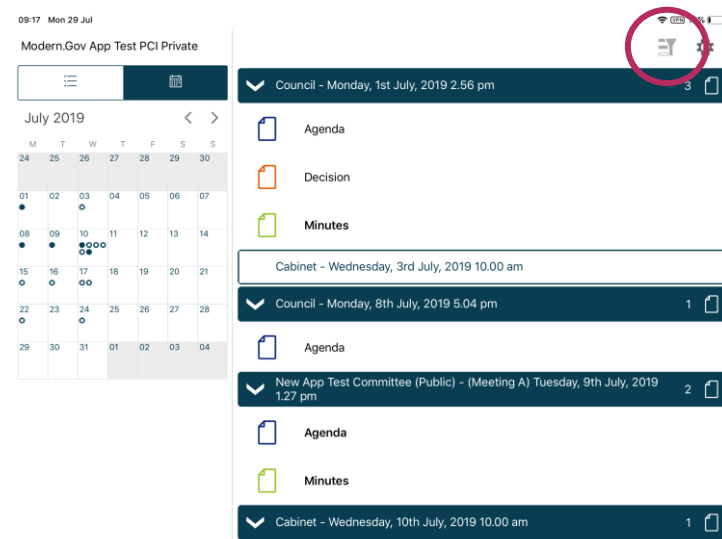 09:17 Mon 29 Jul
VPN
Modern.Gov App Test PCI Private
July 2019
M T W T F S S
24 25 26 27 28 29 30
01 02 03 04 05 06 07
08 09 10 11 12 13 14
15 16 17 18 19 20 21
22 23 24 25 26 27 28
29 30 31 01 02 03 04
Council - Monday, 1st July, 2019 2.56 pm 3
Agenda
Decision
Minutes
Cabinet - Wednesday, 3rd July, 2019 10.00 am
Council - Monday, 8th July, 2019 5.04 pm 1
Agenda
New App Test Committee (Public) - (Meeting A) Tuesday, 9th July, 2019
1.27 pm 2
Agenda
Minutes
Cabinet - Wednesday, 10th July, 2019 10.00 am 1